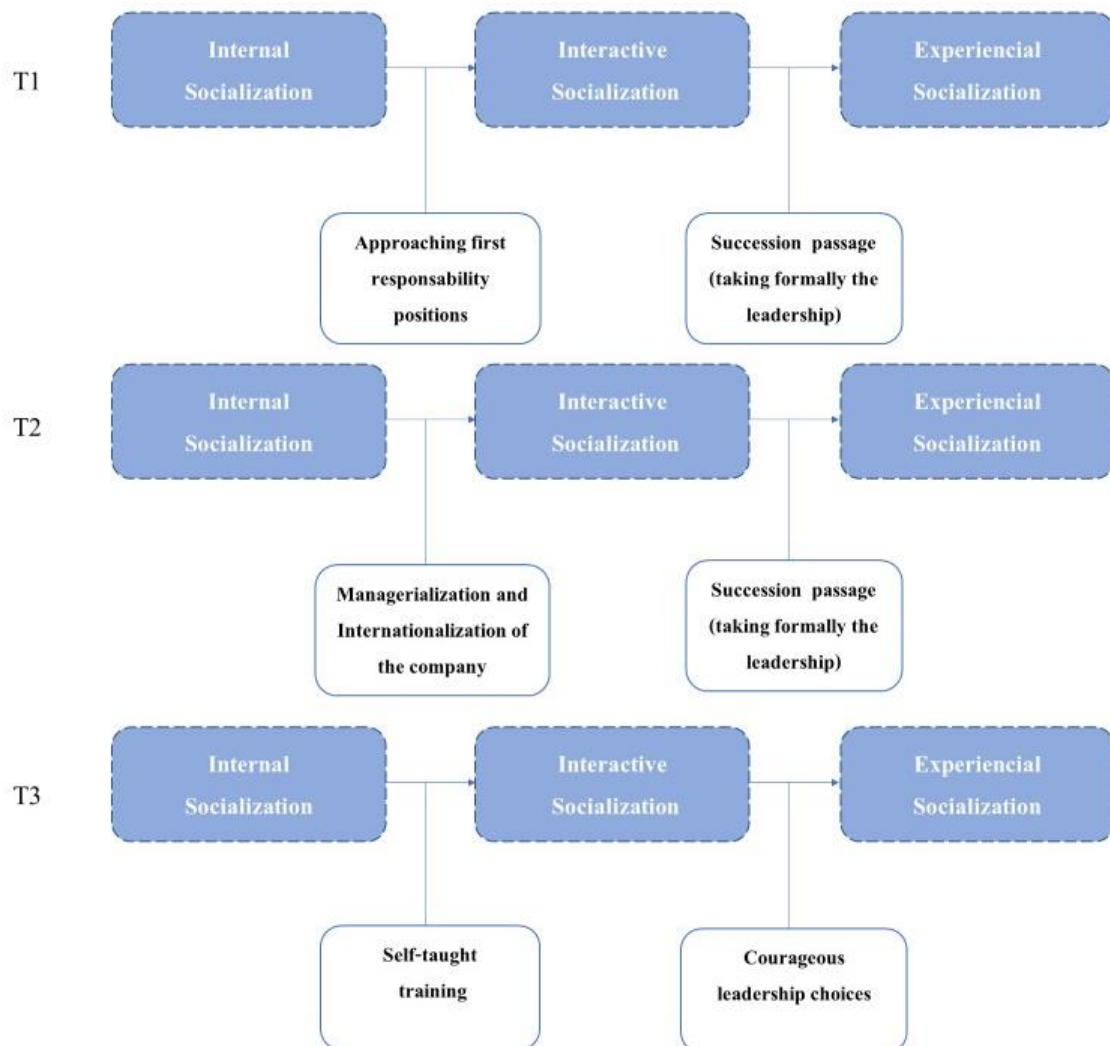 Internal
Socialization
Interactive
Socialization
Experiencial
Socialization
T1
Approaching first
responsability
positions
Succession passage
(taking formally the
leadership)
Internal
Socialization
Interactive
Socialization
Experiencial
Socialization
T2
Managerialization and
Internationalization of
the company
Succession passage
(taking formally the
leadership)
Internal
Socialization
Interactive
Socialization
Experiencial
Socialization
T3
Self-taught
training
Courageous
leadership choices